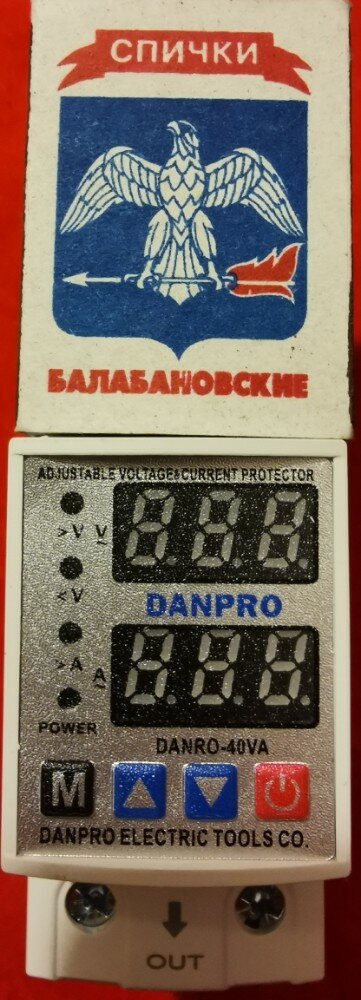 СПИЧКИ
БАЛАБАНОВСКИЕ
ADJUSTABLE VOLTAGE&CURRENT PROTECTOR
>V V
<V
DANPRO
>A A
POWER
DANRO-40VA
M
DANPRO ELECTRIC TOOLS CO.
OUT